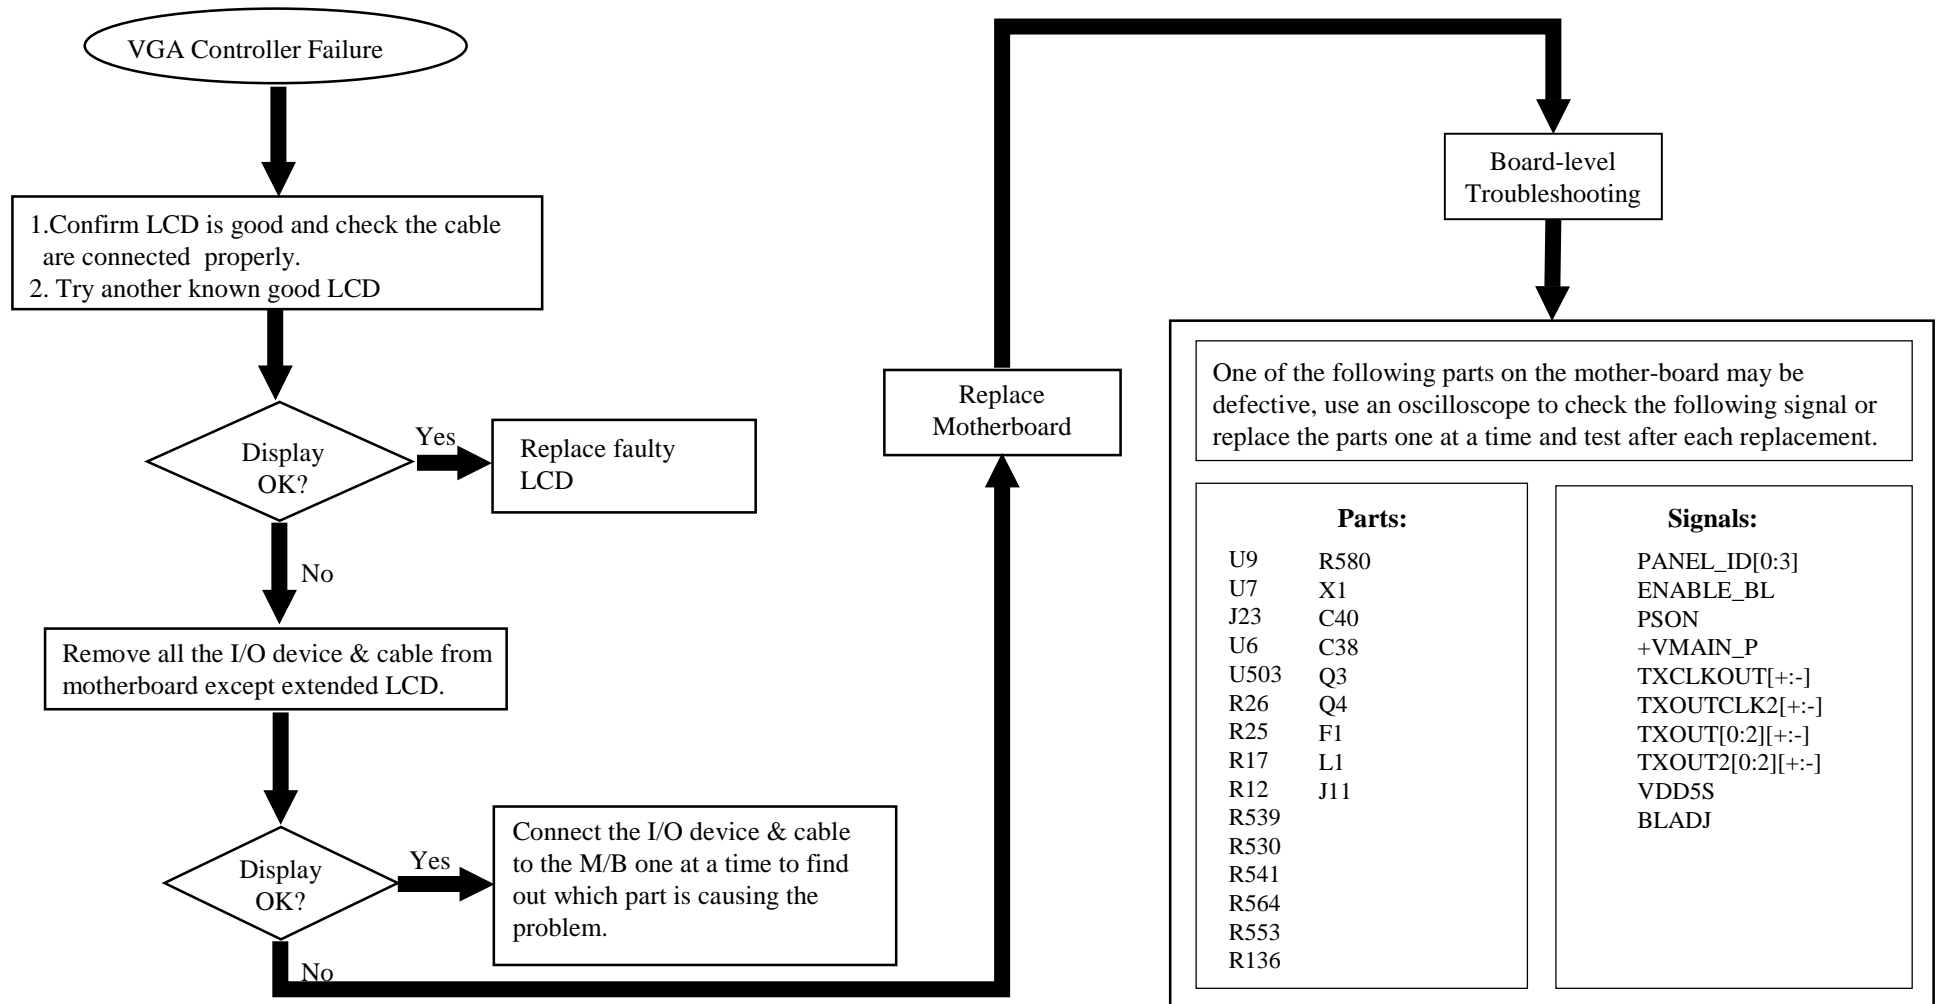 VGA Controller Failure
1.Confirm LCD is good and check the cable
are connected properly.
2. Try another known good LCD
Display
OK?
Yes
Replace faulty
LCD
No
Remove all the I/O device & cable from
motherboard except extended LCD.
Display
OK?
Yes
Connect the I/O device & cable
to the M/B one at a time to find
out which part is causing the
problem.
No
Replace
Motherboard
Board-level
Troubleshooting
One of the following parts on the mother-board may be
defective, use an oscilloscope to check the following signal or
replace the parts one at a time and test after each replacement.
Parts:
U9
U7
J23
U6
U503
R26
R25
R17
R12
R539
R530
R541
R564
R553
R136
R580
X1
C40
C38
Q3
Q4
F1
L1
J11
Signals:
PANEL_ID[0:3]
ENABLE_BL
PSON
+VMAIN_P
TXCLKOUT[+:-]
TXOUTCLK2[+:-]
TXOUT[0:2][+:-]
TXOUT2[0:2][+:-]
VDD5S
BLADJ